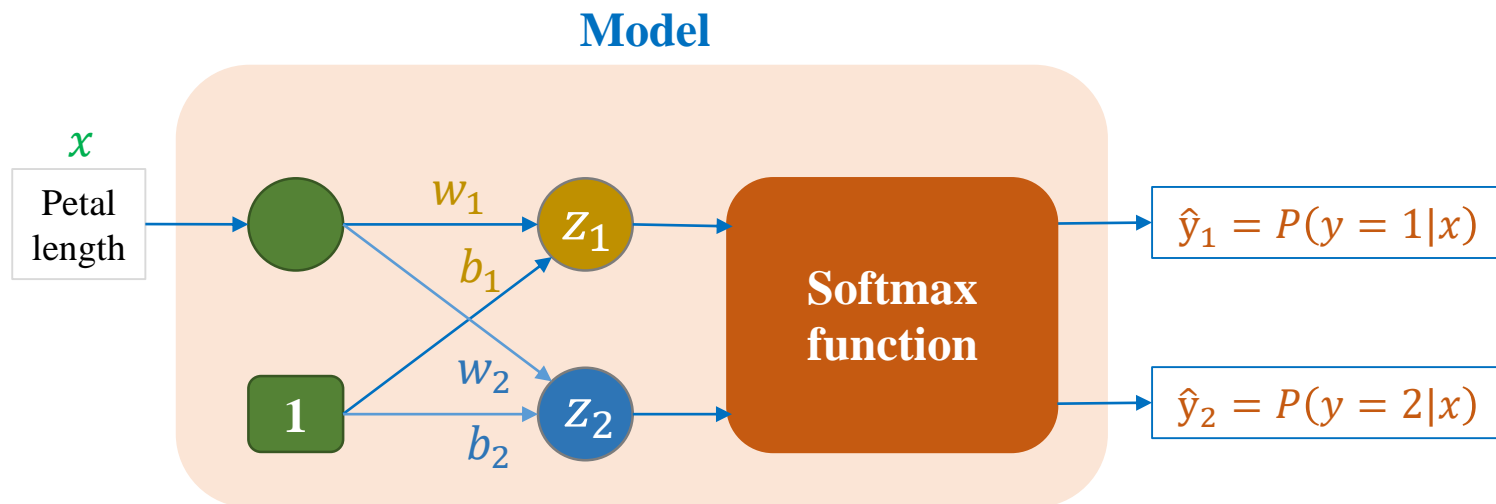 Model
x
Petal
length
w₁
z₁
b₁
Softmax
function
ŷ₁ = P(y = 1|x)
1
w₂
z₂
b₂
ŷ₂ = P(y = 2|x)